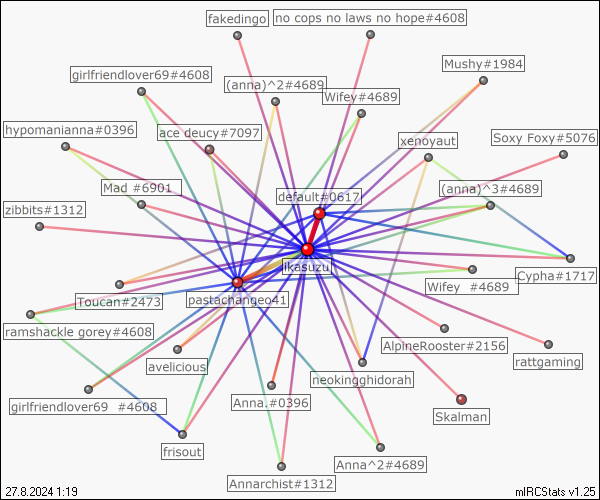 fakedingo
no cops no laws no hope#4608
Mushy#1984
girlfriendlover69#4608
(anna)^2#4689
Wifey#4689
hypomanianna#0396
ace deucy#7097
xenoyaut
Soxy Foxy#5076
Mad #6901
default#0617
(anna)^3#4689
zibbits#1312
likasuzu
Cypha#1717
Toucan#2473
pastachangeo41
Wifey #4689
ramshackle gorey#4608
AlpineRooster#2156
rattgaming
avelicious
neokingghidorah
girlfriendlover69 #4608
Anna.#0396
Skalman
frisout
Anna^2#4689
Annarchist#1312
27.8.2024 1:19
mIRCStats v1.25